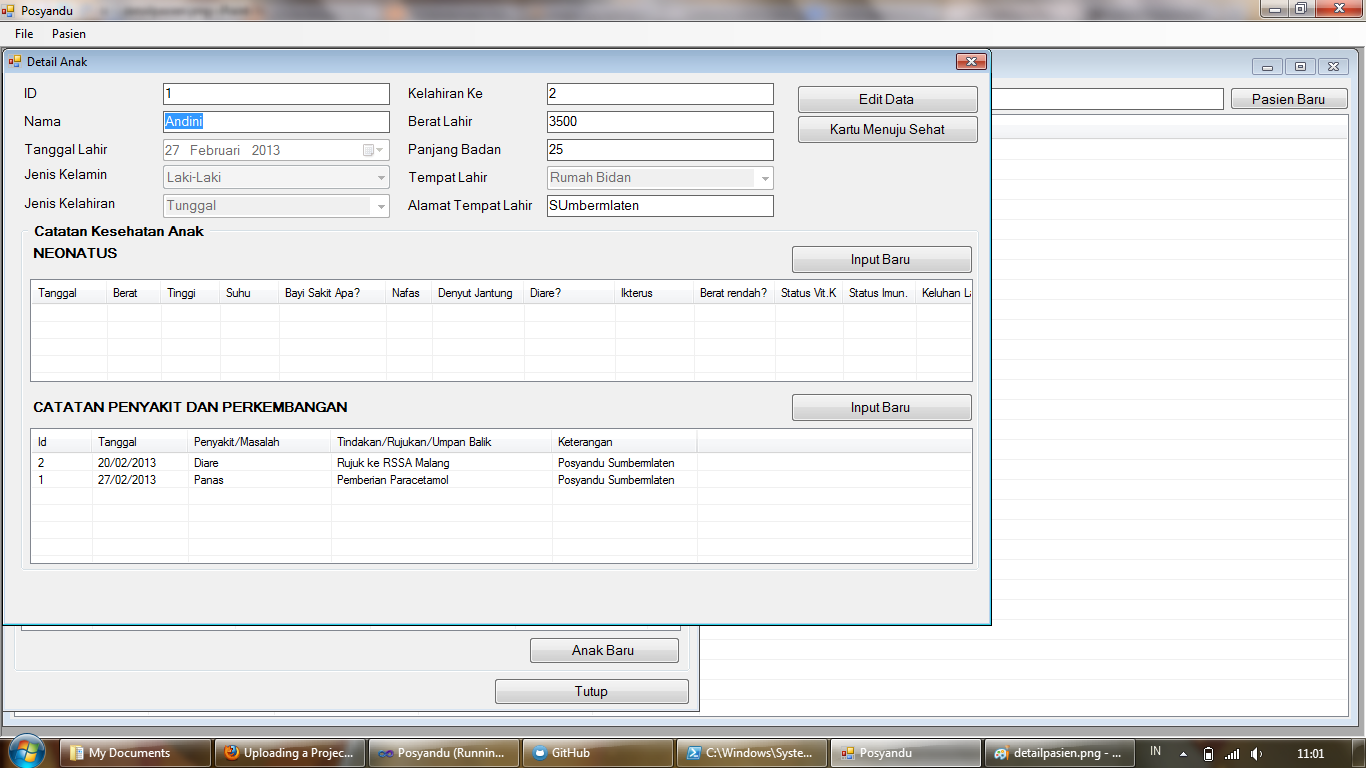 Posyandu
File Pasien
Detail Anak
ID 1 Kelahiran Ke 2 Edit Data Pasien Baru
Nama Andini Berat Lahir 3500 Kartu Menuju Sehat
Tanggal Lahir 27 Februari 2013 Panjang Badan 25
Jenis Kelamin Laki-Laki Tempat Lahir Rumah Bidan
Jenis Kelahiran Tunggal Alamat Tempat Lahir SUmbermlaten
Catatan Kesehatan Anak
NEONATUS Input Baru
Tanggal Berat Tinggi Suhu Bayi Sakit Apa? Nafas Denyut Jantung Diare? Ikterus Berat rendah? Status Vit.K Status Imun. Keluhan La
CATATAN PENYAKIT DAN PERKEMBANGAN Input Baru
Id Tanggal Penyakit/Masalah Tindakan/Rujukan/Umpan Balik Keterangan
2 20/02/2013 Diare Rujuk ke RSSA Malang Posyandu Sumbermlaten
1 27/02/2013 Panas Pemberian Paracetamol Posyandu Sumbermlaten
Anak Baru
Tutup
My Documents Uploading a Projec... Posyandu (Runnin... GitHub C:\Windows\Syste... Posyandu detailpasien.png - ... IN 11:01